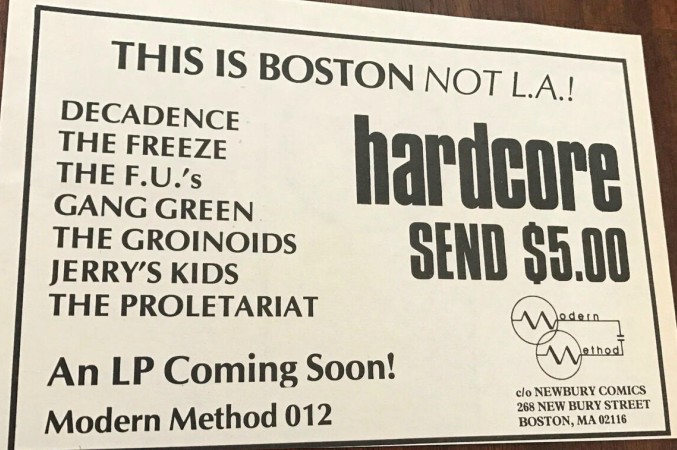 THIS IS BOSTON NOT L.A.!
DECADENCE
THE FREEZE
THE F.U.'s
GANG GREEN
THE GROINOIDS
JERRY'S KIDS
THE PROLETARIAT
hardcore
SEND $5.00
An LP Coming Soon!
Modern Method 012
Modern
Method
c/o NEWBURY COMICS
268 NEW BURY STREET
BOSTON, MA 02116